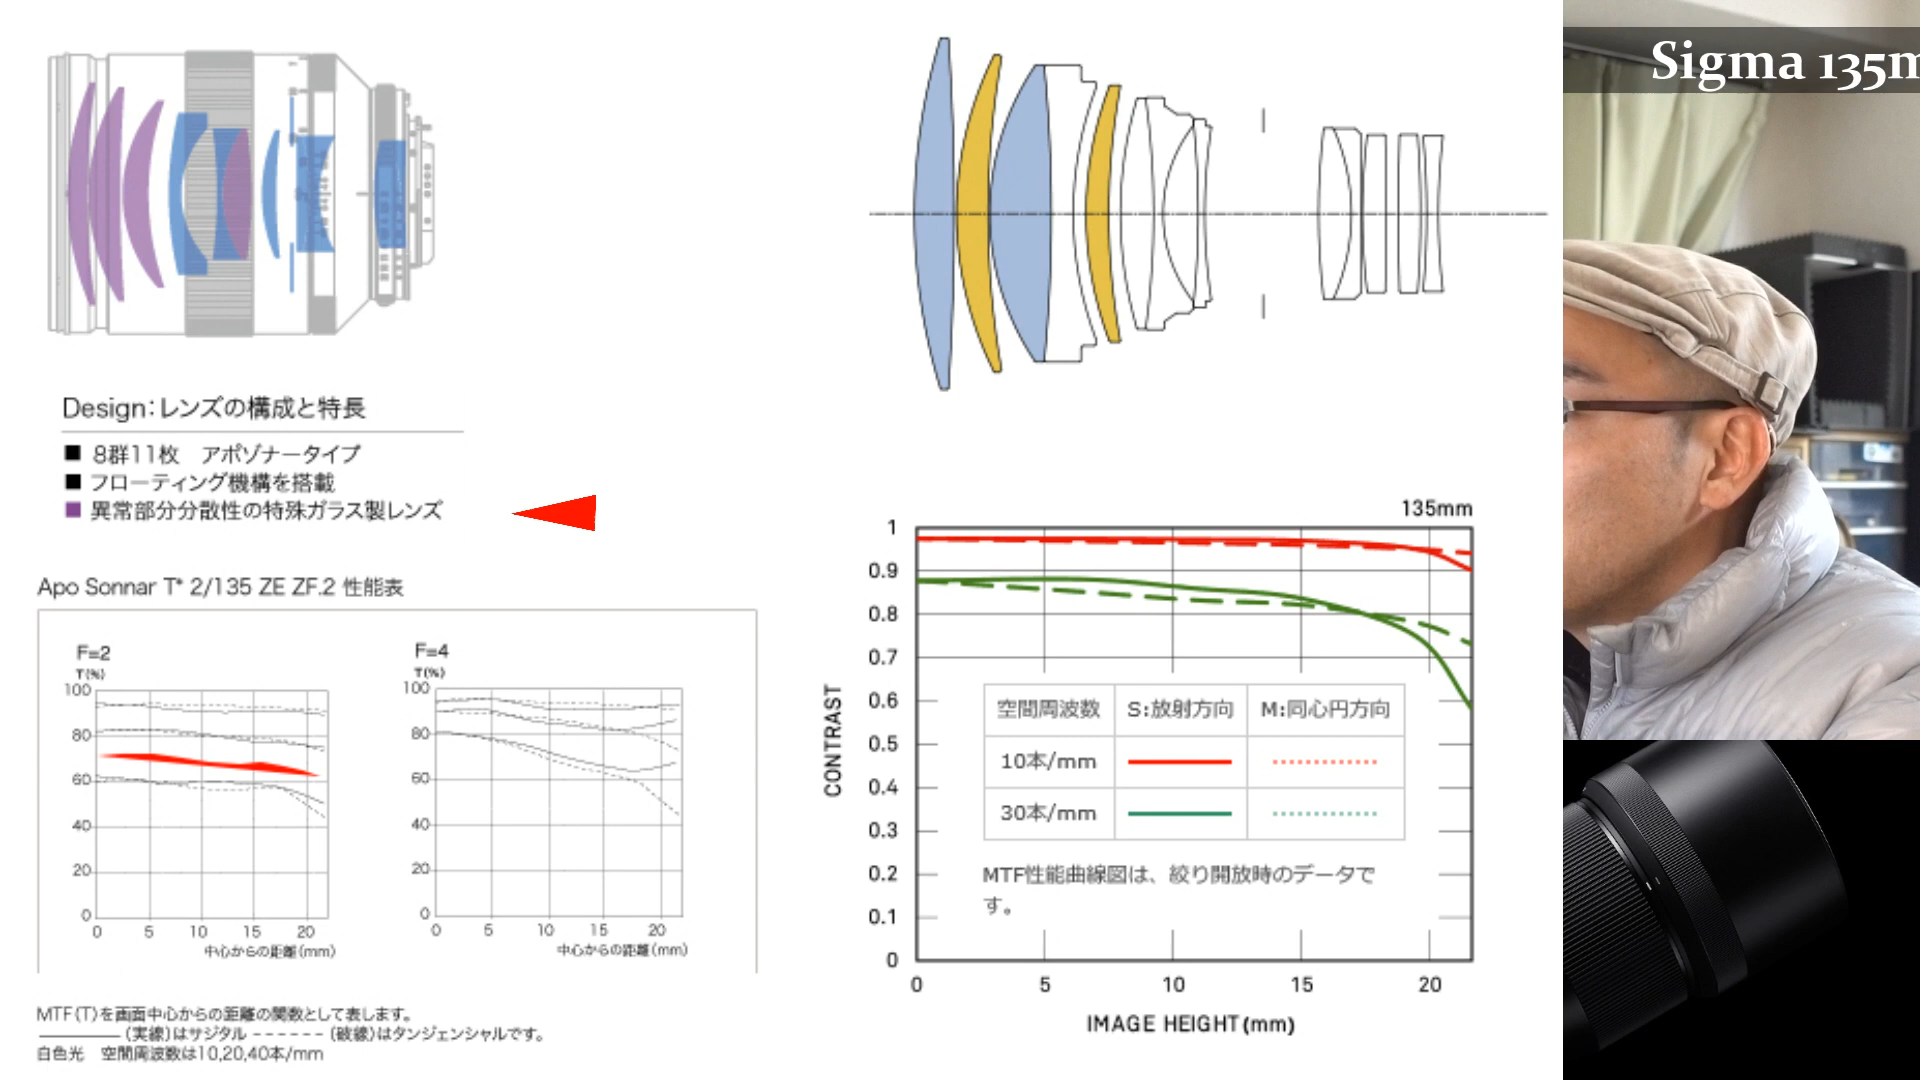 Sigma 135m
Design:レンズの構成と特長
■ 8群11枚 アポゾナータイプ
■ フローティング機構を搭載
■ 異常部分分散性の特殊ガラス製レンズ
Apo Sonnar T* 2/135 ZE ZF.2 性能表
F=2
T(%)
100
80
60
40
20
0
0 5 10 15 20
中心からの距離(mm)
F=4
T(%)
100
80
60
40
20
0
0 5 10 15 20
中心からの距離(mm)
MTF(T)を画面中心からの距離の関数として表します。
(実線)はサジタル ------ (破線)はタンジェンシャルです。
白色光 空間周波数は10,20,40本/mm
135mm
CONTRAST
1
0.9
0.8
0.7
0.6
0.5
0.4
0.3
0.2
0.1
0
空間周波数 S:放射方向 M:同心円方向
10本/mm
30本/mm
MTF性能曲線図は、絞り開放時のデータで
す。
0 5 10 15 20
IMAGE HEIGHT(mm)